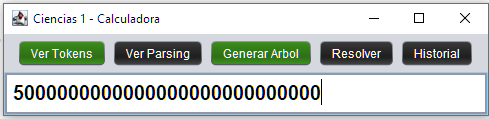 Ciencias 1 - Calculadora
Ver Tokens Ver Parsing Generar Arbol Resolver Historial
5000000000000000000000000000